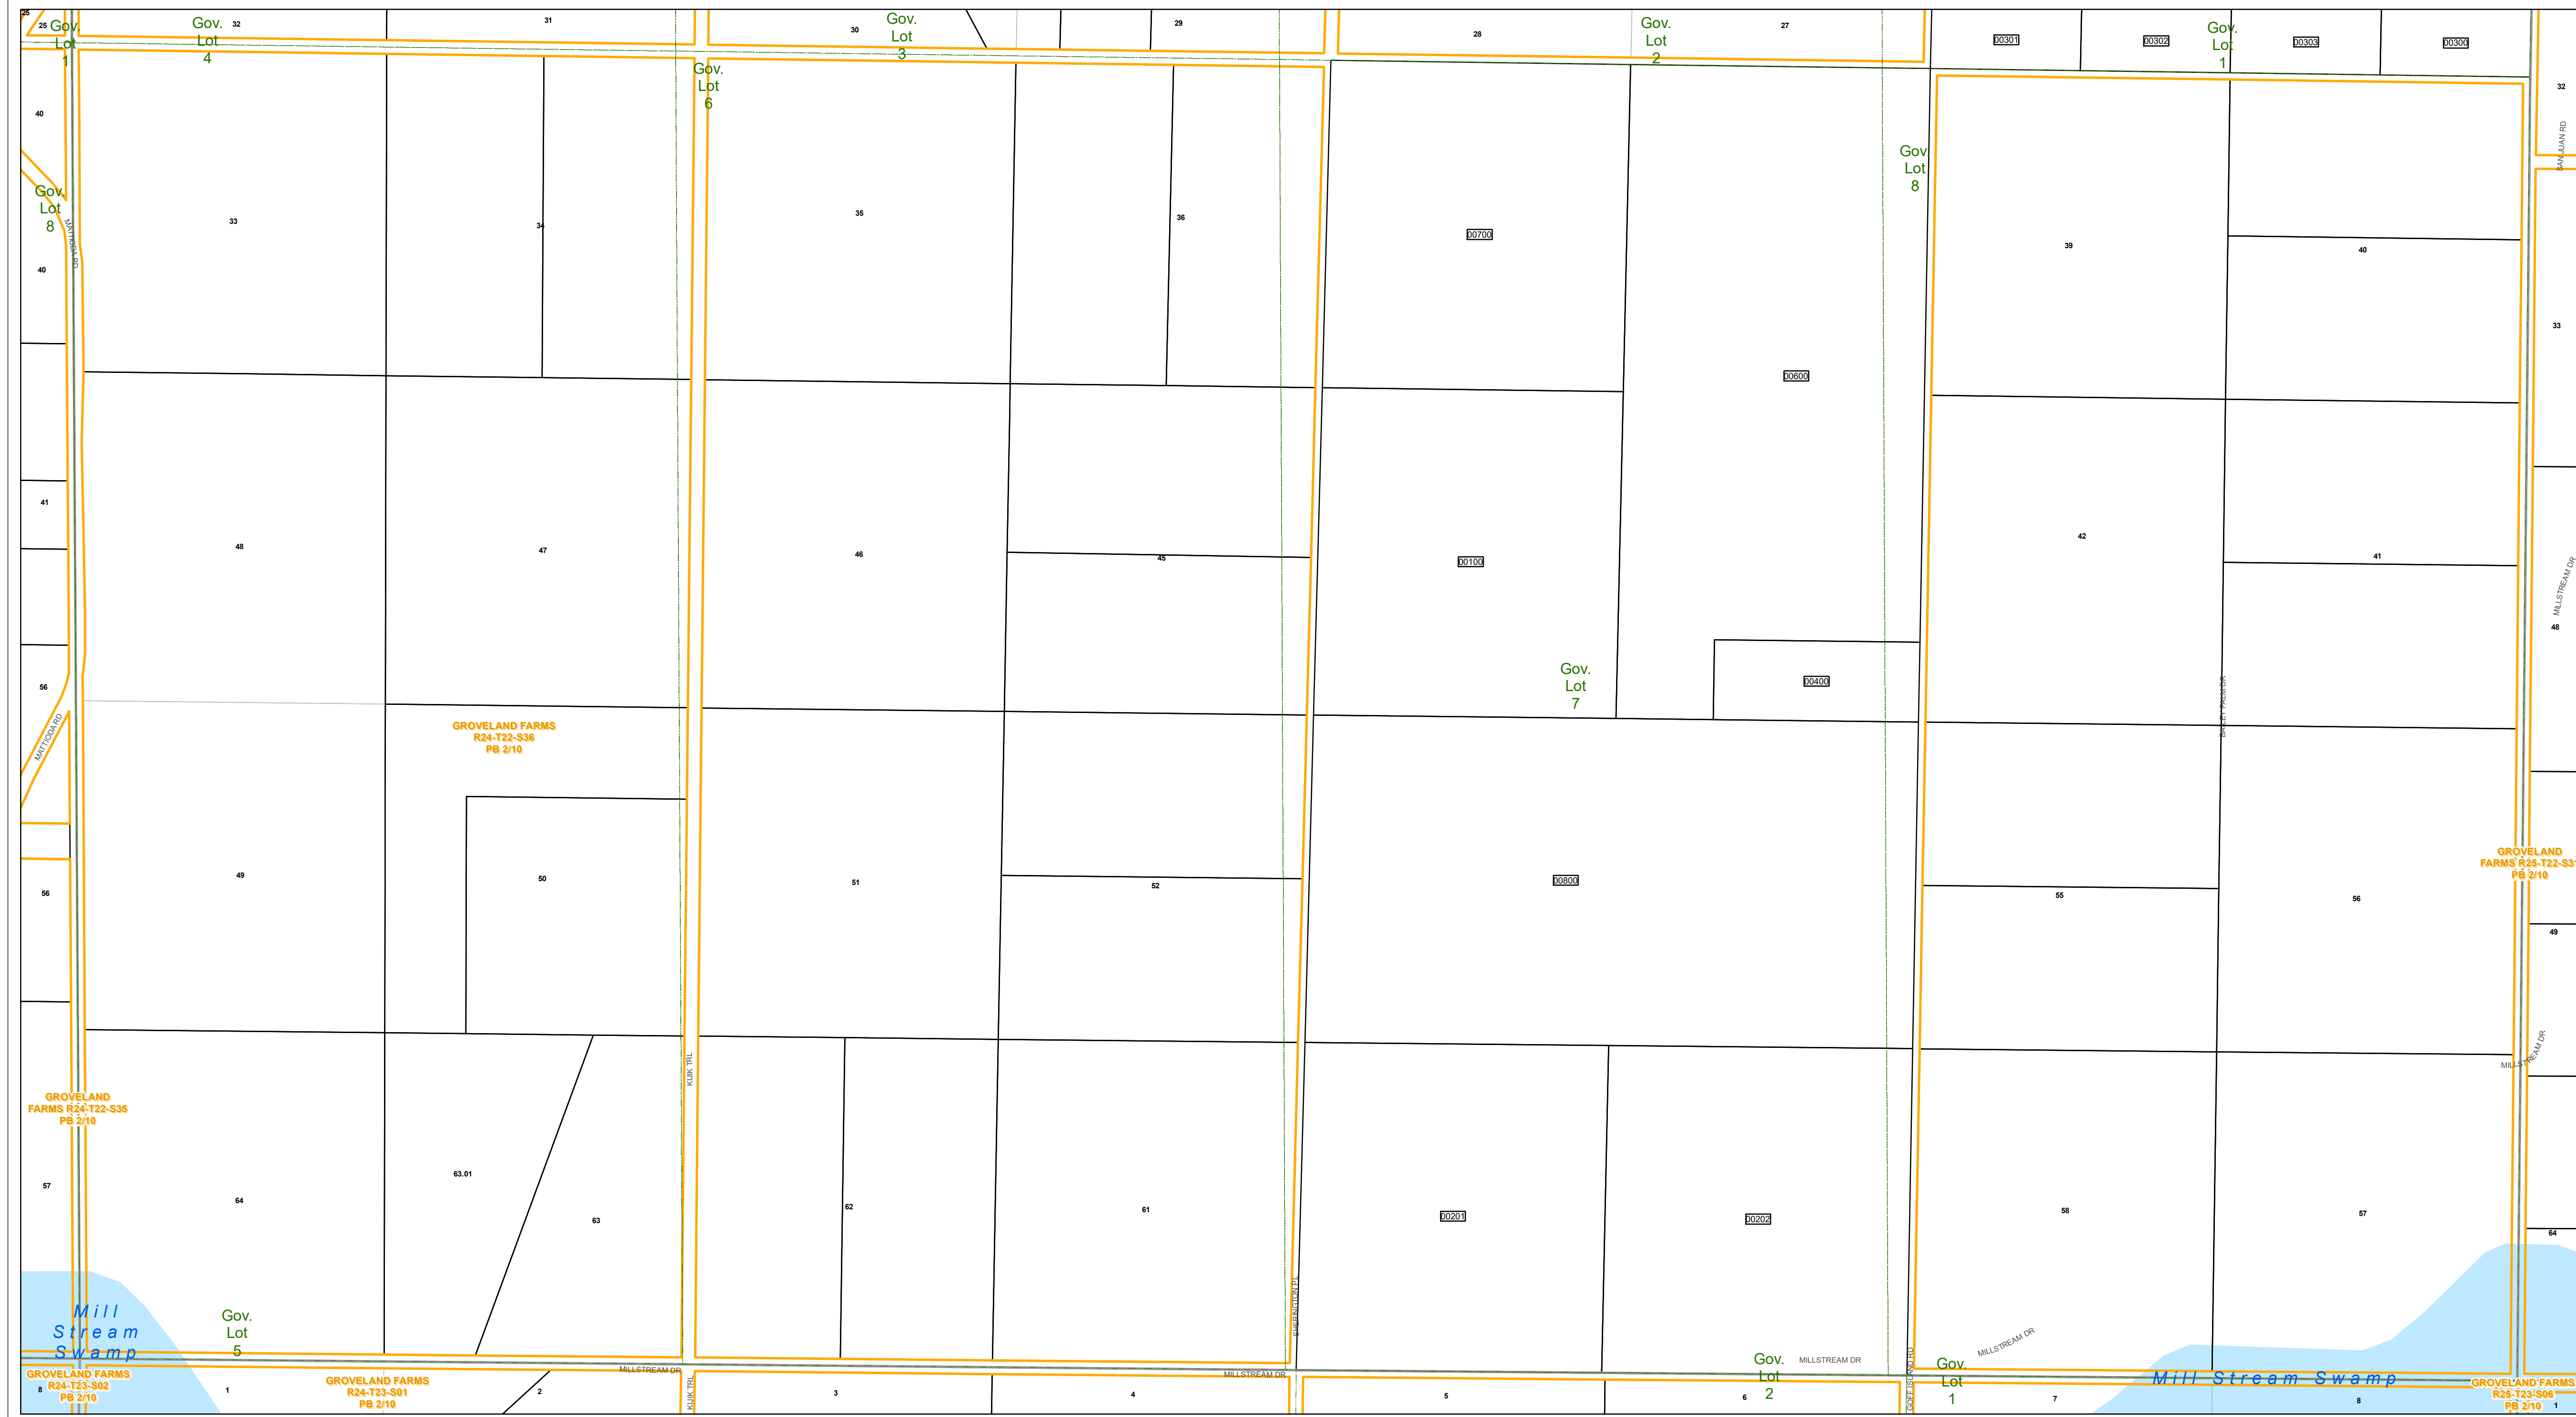 25
25
Gov.
Lot
1
Gov.
Lot
4
32
31
30
Gov.
Lot
3
29
28
Gov.
Lot
2
27
00301
00302
Gov.
Lot
1
00303
00300
32
Gov.
Lot
6
40
SAN JUAN RD
Gov.
Lot
8
Gov.
Lot
8
MATTIODA RD
33
34
35
36
00700
39
40
40
33
00600
41
48
47
46
45
00100
42
41
MILLSTREAM DR
48
56
Gov.
Lot
7
00400
BAILEY PALM DR
MATTIODA RD
GROVELAND FARMS
R24-T22-S36
PB 2/10
GROVELAND
FARMS R25-T22-S31
PB 2/10
56
49
50
51
52
00800
55
56
49
KUIK TRL
MILLSTREAM DR
GROVELAND
FARMS R24-T22-S35
PB 2/10
57
64
63.01
63
62
61
00201
00202
58
57
64
Mill
Stream
Swamp
Gov.
Lot
5
SHERINGTON PL
MILLSTREAM DR
MILLSTREAM DR
MILLSTREAM DR
MILLSTREAM DR
Gov.
Lot
2
GOFF ISLAND RD
Gov.
Lot
1
Mill Stream Swamp
GROVELAND FARMS
R24-T23-S02
PB 2/10
8
1
GROVELAND FARMS
R24-T23-S01
PB 2/10
2
KUIK TRL
3
4
5
6
7
8
GROVELAND FARMS
R25-T23-S06
PB 2/10
1